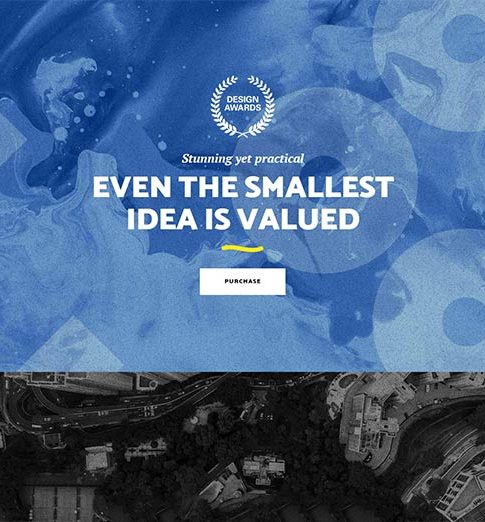 DESIGN
AWARDS
Stunning yet practical
EVEN THE SMALLEST
IDEA IS VALUED
PURCHASE